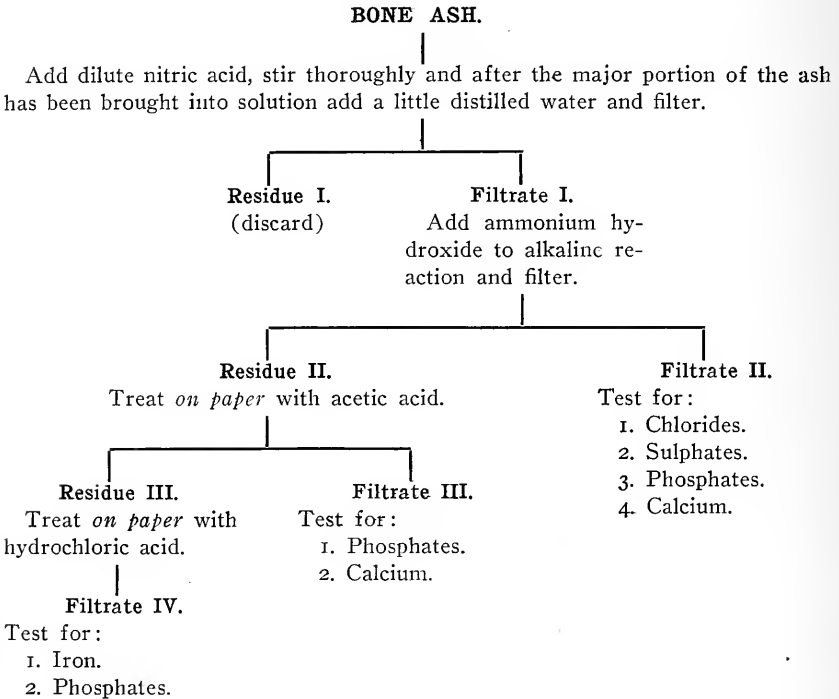 BONE ASH.
Add dilute nitric acid, stir thoroughly and after the major portion of the ash
has been brought into solution add a little distilled water and filter.
Residue I.
(discard)
Filtrate I.
Add ammonium hy-
droxide to alkaline re-
action and filter.
Residue II.
Treat on paper with acetic acid.
Filtrate II.
Test for:
1. Chlorides.
2. Sulphates.
3. Phosphates.
4. Calcium.
Residue III.
Treat on paper with
hydrochloric acid.
Filtrate III.
Test for:
1. Phosphates.
2. Calcium.
Filtrate IV.
Test for:
1. Iron.
2. Phosphates.